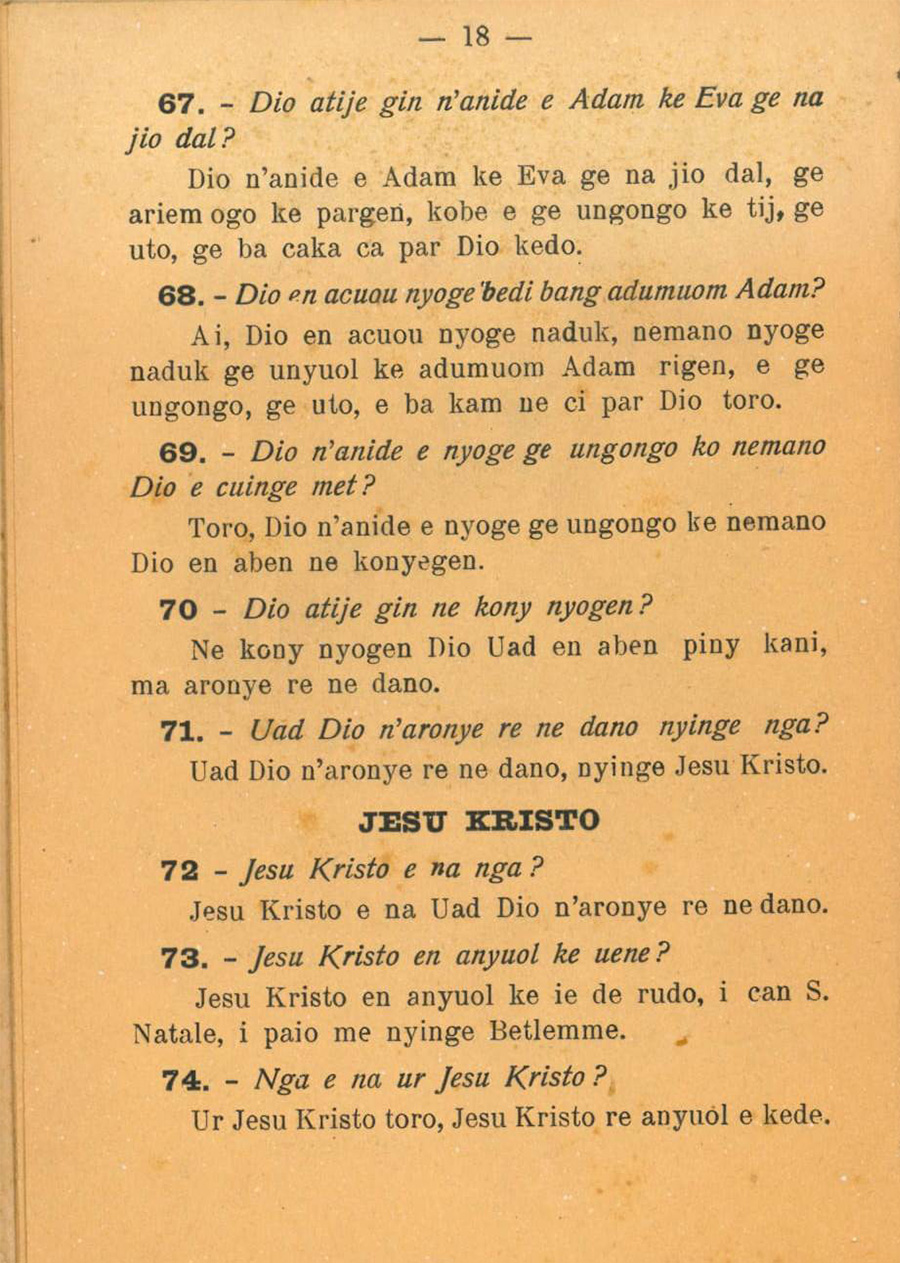 — 18 —
67. - Dio atije gin n'anide e Adam ke Eva ge na
jio dal?
Dio n'anide e Adam ke Eva ge na jio dal, ge
ariem ogo ke pargen, kobe e ge ungongo ke tij, ge
uto, ge ba caka ca par Dio kedo.
68. - Dio en acuou nyoge bedi bang adumuom Adam?
Ai, Dio en acuou nyoge naduk, nemano nyoge
naduk ge unyuol ke adumuom Adam rigen, e ge
ungongo, ge uto, e ba kam ne ci par Dio toro.
69. - Dio n'anide e nyoge ge ungongo ko nemano
Dio e cuinge met?
Toro, Dio n'anide e nyoge ge ungongo ke nemano
Dio en aben ne konyegen.
70 - Dio atije gin ne kony nyogen?
Ne kony nyogen Dio Uad en aben piny kani,
ma aronye re ne dano.
71. - Uad Dio n'aronye re ne dano nyinge nga?
Uad Dio n'aronye re ne dano, nyinge Jesu Kristo.
JESU KRISTO
72 - Jesu Kristo e na nga?
Jesu Kristo e na Uad Dio n'aronye re ne dano.
73. - Jesu Kristo en anyuol ke uene?
Jesu Kristo en anyuol ke ie de rudo, i can S.
Natale, i paio me nyinge Betlemme.
74. - Nga e na ur Jesu Kristo?
Ur Jesu Kristo toro, Jesu Kristo re anyuol e kede.